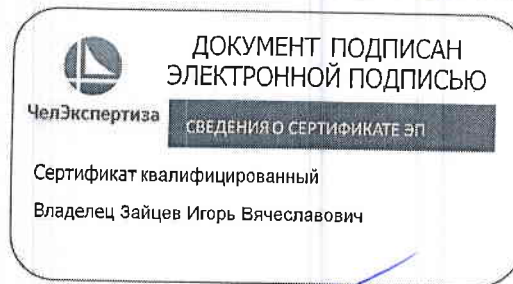 ДОКУМЕНТ ПОДПИСАН
ЭЛЕКТРОННОЙ ПОДПИСЬЮ
ЧелЭкспертиза
СВЕДЕНИЯ О СЕРТИФИКАТЕ ЭП
Сертификат квалифицированный
Владелец Зайцев Игорь Вячеславович